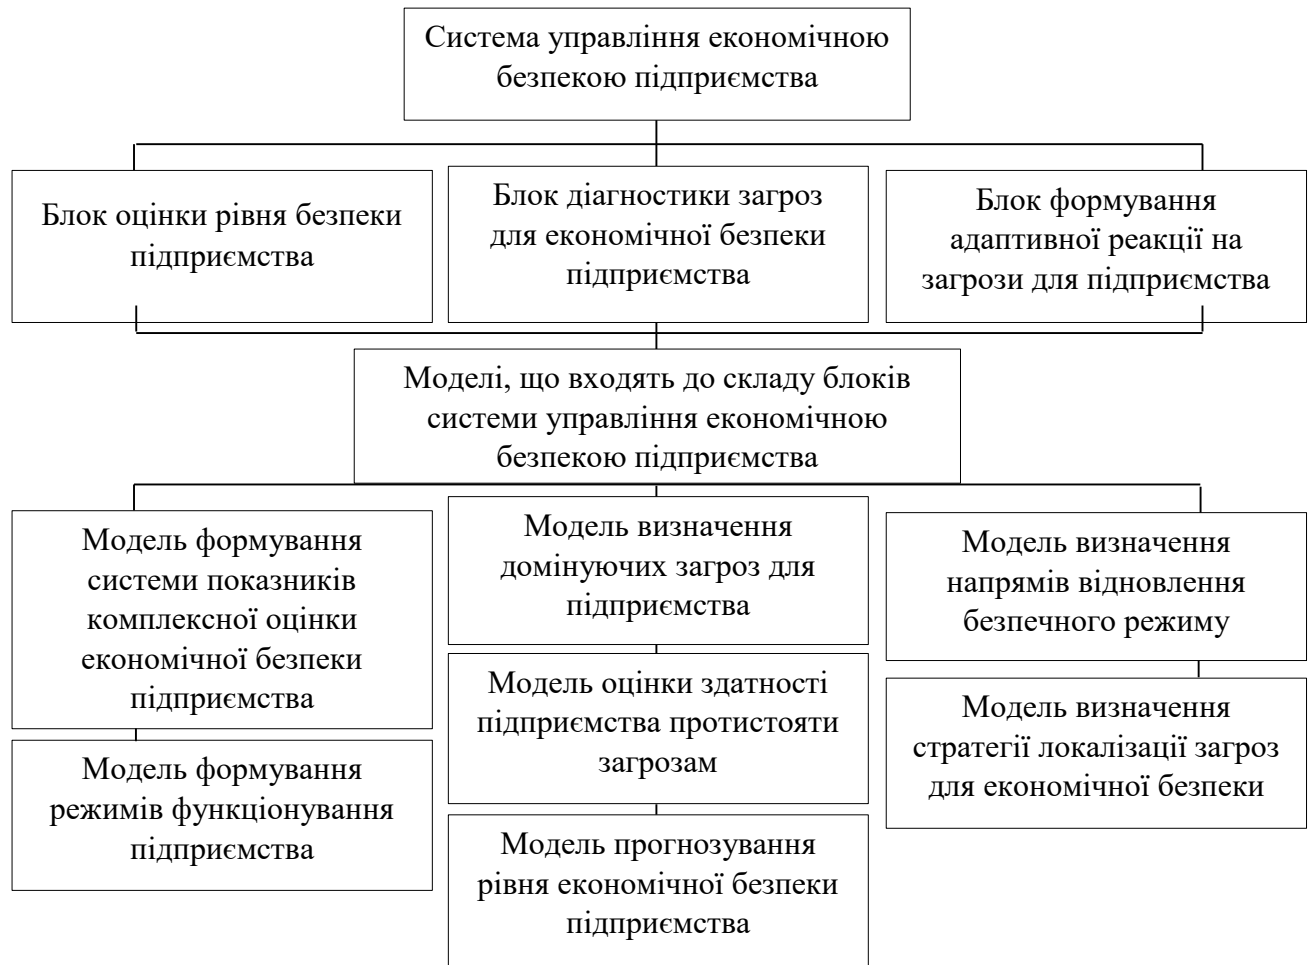 Система управління економічною
безпекою підприємства
Блок оцінки рівня безпеки
підприємства
Блок діагностики загроз
для економічної безпеки
підприємства
Блок формування
адаптивної реакції на
загрози для підприємства
Моделі, що входять до складу блоків
системи управління економічною
безпекою підприємства
Модель формування
системи показників
комплексної оцінки
економічної безпеки
підприємства
Модель формування
режимів функціонування
підприємства
Модель визначення
домінуючих загроз для
підприємства
Модель оцінки здатності
підприємства протистояти
загрозам
Модель прогнозування
рівня економічної безпеки
підприємства
Модель визначення
напрямів відновлення
безпечного режиму
Модель визначення
стратегії локалізації загроз
для економічної безпеки